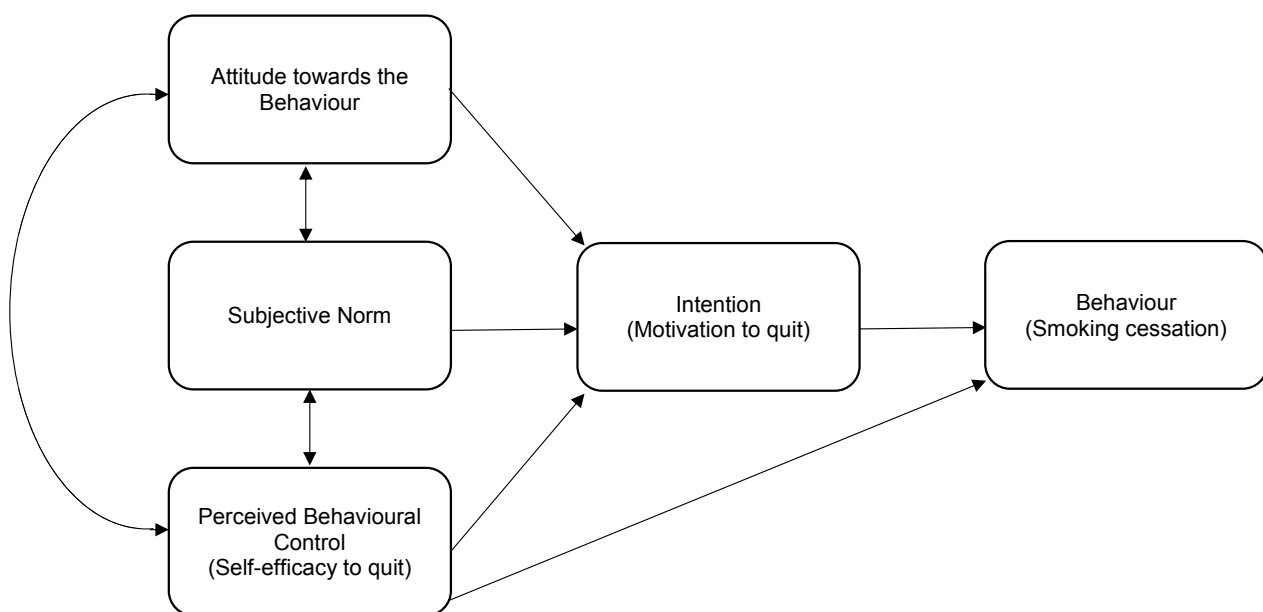 Attitude towards the
Behaviour
Subjective Norm
Perceived Behavioural
Control
(Self-efficacy to quit)
Intention
(Motivation to quit)
Behaviour
(Smoking cessation)